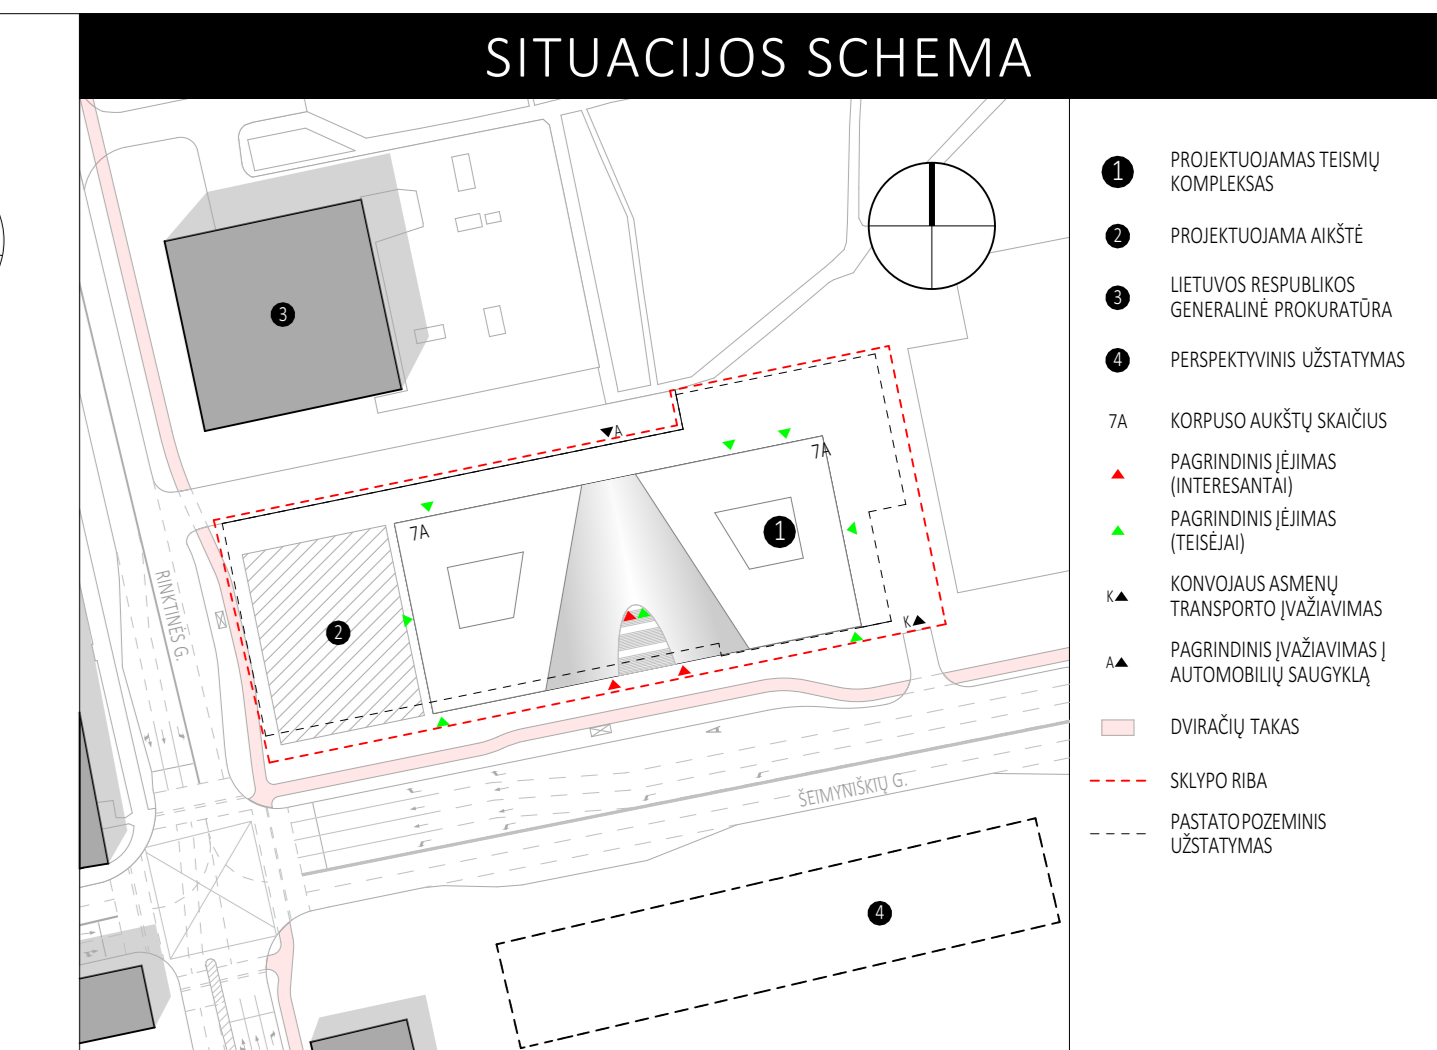 SITUACIJOS SCHEMA
1
PROJEKTUOJAMAS TEISMŲ
KOMPLEKSAS
2
PROJEKTUOJAMA AIKŠTĖ
3
LIETUVOS RESPUBLIKOS
GENERALINĖ PROKURATŪRA
4
PERSPEKTYVINIS UŽSTATYMAS
7A
KORPUSO AUKŠTŲ SKAIČIUS
PAGRINDINIS ĮĖJIMAS
(INTERESANTAI)
PAGRINDINIS ĮĖJIMAS
(TEISĖJAI)
K
KONVOJAUS ASMENŲ
TRANSPORTO ĮVAŽIAVIMAS
A
PAGRINDINIS ĮVAŽIAVIMAS Į
AUTOMOBILIŲ SAUGYKLĄ
DVIRAČIŲ TAKAS
SKLYPO RIBA
PASTATO POZEMINIS
UŽSTATYMAS
3
A
7A
7A
1
2
K
RINKTINĖS G.
ŠEIMYNIŠKIŲ G.
4